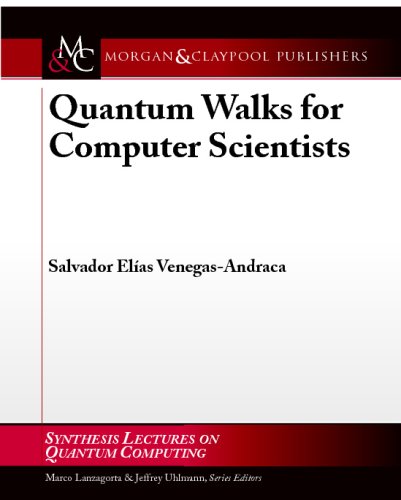 M
&C
MORGAN & CLAYPOOL PUBLISHERS
Quantum Walks for
Computer Scientists
Salvador Elías Venegas-Andraca
SYNTHESIS LECTURES ON
QUANTUM COMPUTING
Marco Lanzagorta & Jeffrey Uhlmann, Series Editors